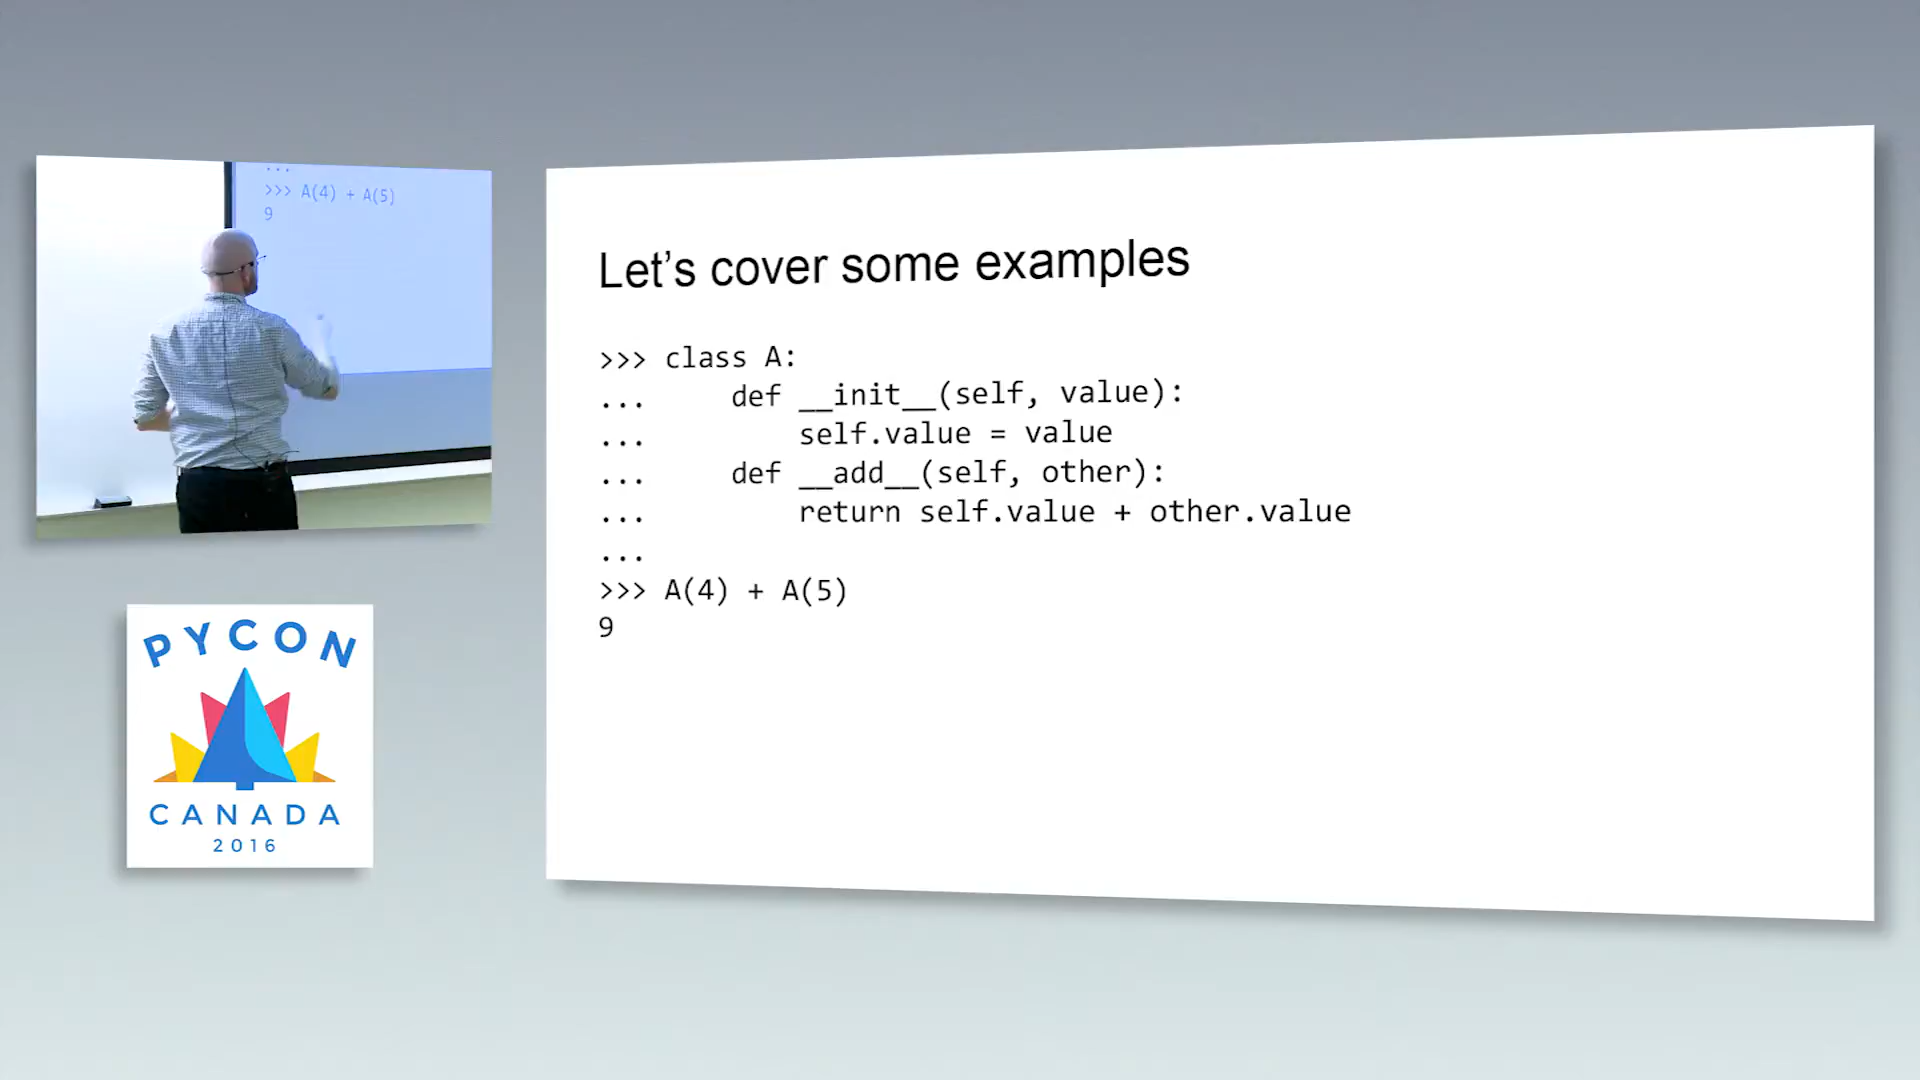 ...
>>> A(4) + A(5)
9
PYCON
CANADA
2016
Let’s cover some examples
>>> class A:
...     def __init__(self, value):
...         self.value = value
...     def __add__(self, other):
...         return self.value + other.value
...
>>> A(4) + A(5)
9